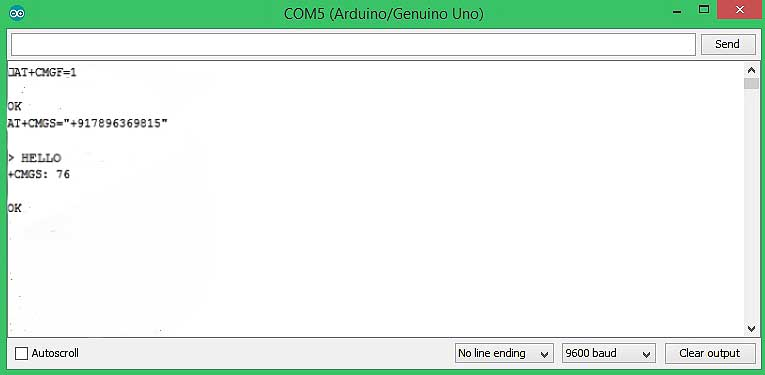 COM5 (Arduino/Genuino Uno)
Send
AT+CMGF=1
OK
AT+CMGS="+917896369815"
> HELLO
+CMGS: 76
OK
Autoscroll
No line ending
9600 baud
Clear output